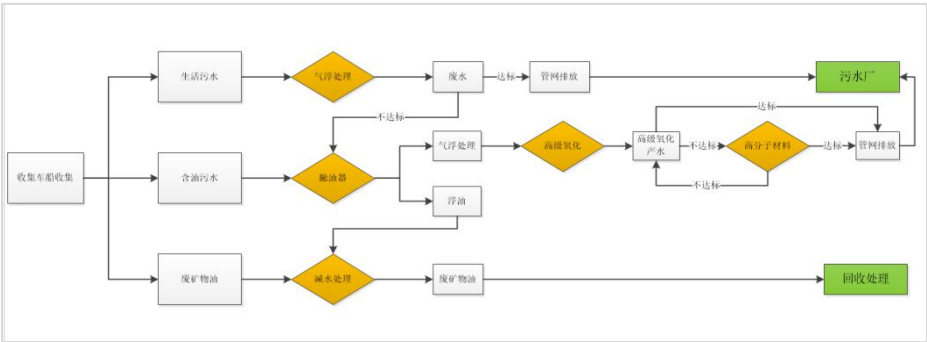 生活污水
气浮处理
废水
达标
管网排放
污水厂
不达标
达标
收集车船收集
含油污水
撇油器
气浮处理
高级氧化
高级氧化
产水
不达标
高分子材料
达标
管网排放
浮油
不达标
废矿物油
减水处理
废矿物油
回收处理